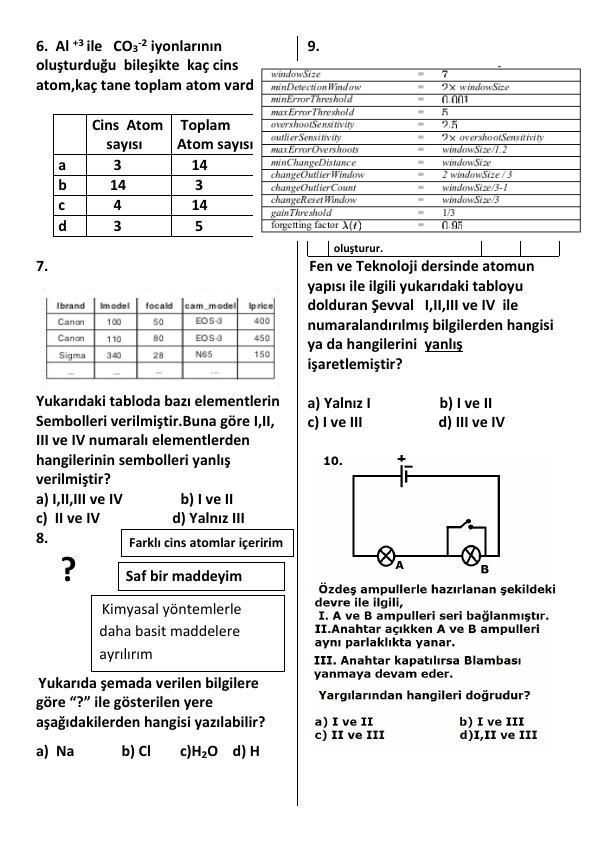 6. Al +3 ile CO3-2 iyonlarının
oluşturduğu bileşikte kaç cins
atom,kaç tane toplam atom vard
Cins Atom sayısı Toplam Atom sayısı
a 3 14
b 14 3
c 4 14
d 3 5
7.
lbrand lmodel focald cam_model lprice
Canon 100 50 EOS-3 400
Canon 110 80 EOS-3 450
Sigma 340 28 N65 150
... ... ... ...
Yukarıdaki tabloda bazı elementlerin
Sembolleri verilmiştir.Buna göre I,II,
III ve IV numaralı elementlerden
hangilerinin sembolleri yanlış
verilmiştir?
a) I,II,III ve IV b) I ve II
c) II ve IV d) Yalnız III
8.
Farklı cins atomlar içeririm
?
Saf bir maddeyim
Kimyasal yöntemlerle
daha basit maddelere
ayrılırım
Yukarıda şemada verilen bilgilere
göre “?” ile gösterilen yere
aşağıdakilerden hangisi yazılabilir?
a) Na b) Cl c)H2O d) H
9.
windowSize = 7
minDetectionWindow = 2× windowSize
minErrorThreshold = 0.001
maxErrorThreshold = 5
overshootSensitivity = 2.5
outlierSensitivity = 2× overshootSensitivity
maxErrorOvershoots = windowSize/1.2
minChangeDistance = windowSize
changeOutlierWindow = 2 windowSize / 3
changeOutlierCount = windowSize/3-1
changeResetWindow = windowSize/3
gainThreshold = 1/3
forgetting factor λ(t) = 0.95
oluşturur.
Fen ve Teknoloji dersinde atomun
yapısı ile ilgili yukarıdaki tabloyu
dolduran Şevval I,II,III ve IV ile
numaralandırılmış bilgilerden hangisi
ya da hangilerini yanlış
işaretlemiştir?
a) Yalnız I b) I ve II
c) I ve III d) III ve IV
10.
+
A
B
Özdeş ampullerle hazırlanan şekildeki
devre ile ilgili,
I. A ve B ampulleri seri bağlanmıştır.
II.Anahtar açıkken A ve B ampulleri
aynı parlaklıkta yanar.
III. Anahtar kapatılırsa Blambası
yanmaya devam eder.
Yargılarından hangileri doğrudur?
a) I ve II b) I ve III
c) II ve III d)I,II ve III